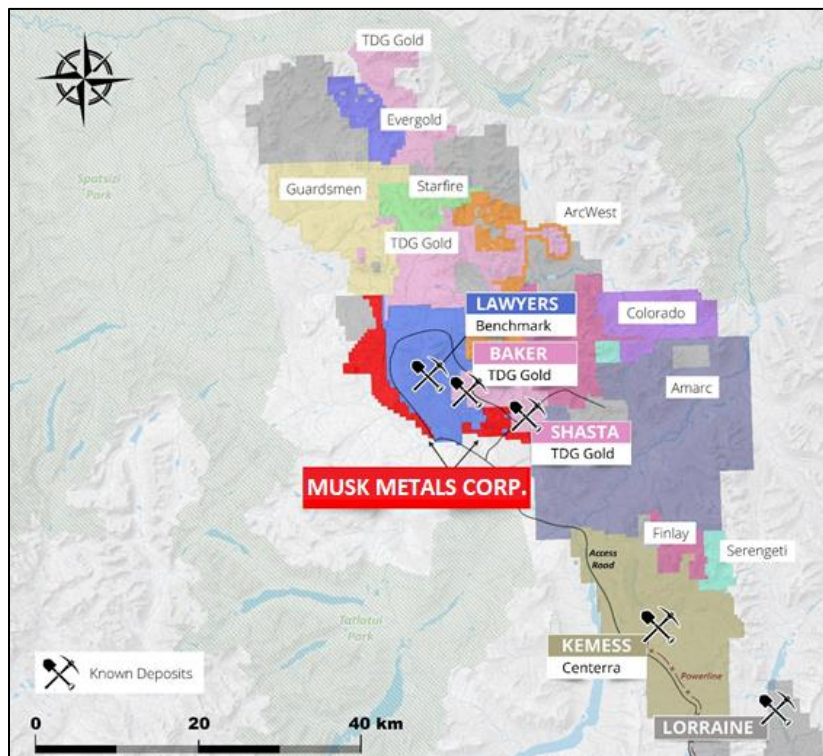 TDG Gold
Evergold
Spatsizi
Park
Guardsmen
Starfire
ArcWest
TDG Gold
LAWYERS
Benchmark
Colorado
BAKER
TDG Gold
Amarc
SHASTA
TDG Gold
MUSK METALS CORP.
Finlay
Serengeti
Access
Road
Tatlatui
Park
KEMESS
Centerra
Known Deposits
Powerline
LORRAINE
0 20 40 km